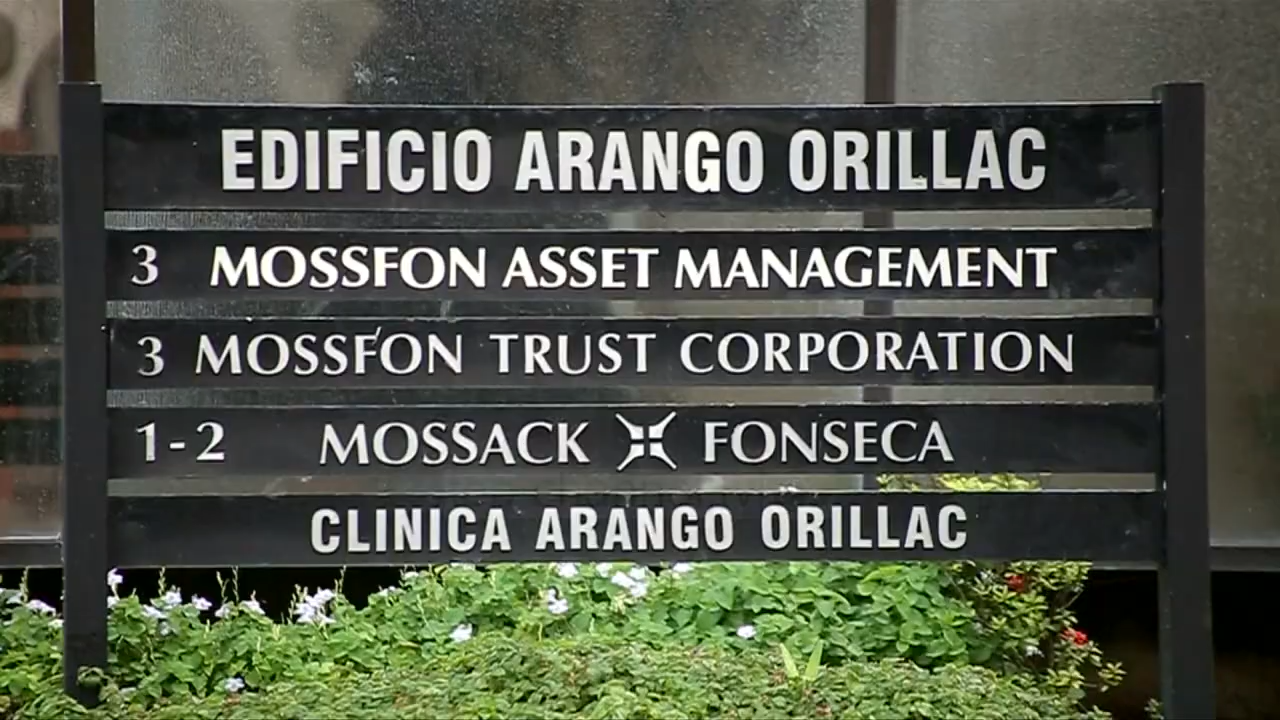 EDIFICIO ARANGO ORILLAC
3 MOSSFON ASSET MANAGEMENT
3 MOSSFON TRUST CORPORATION
1-2 MOSSACK FONSECA
CLINICA ARANGO ORILLAC